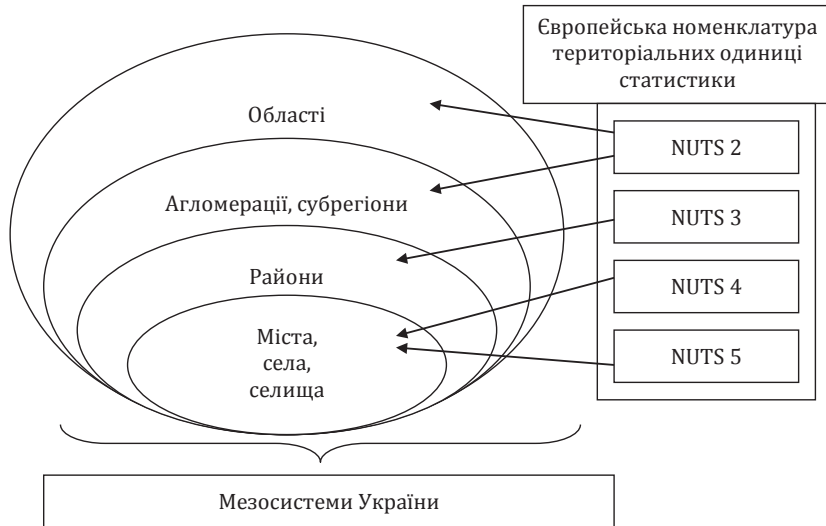 Європейська номенклатура
територіальних одиниці
статистики
Області
NUTS 2
Агломерації, субрегіони
NUTS 3
Райони
NUTS 4
Міста,
села,
селища
NUTS 5
Мезосистеми України